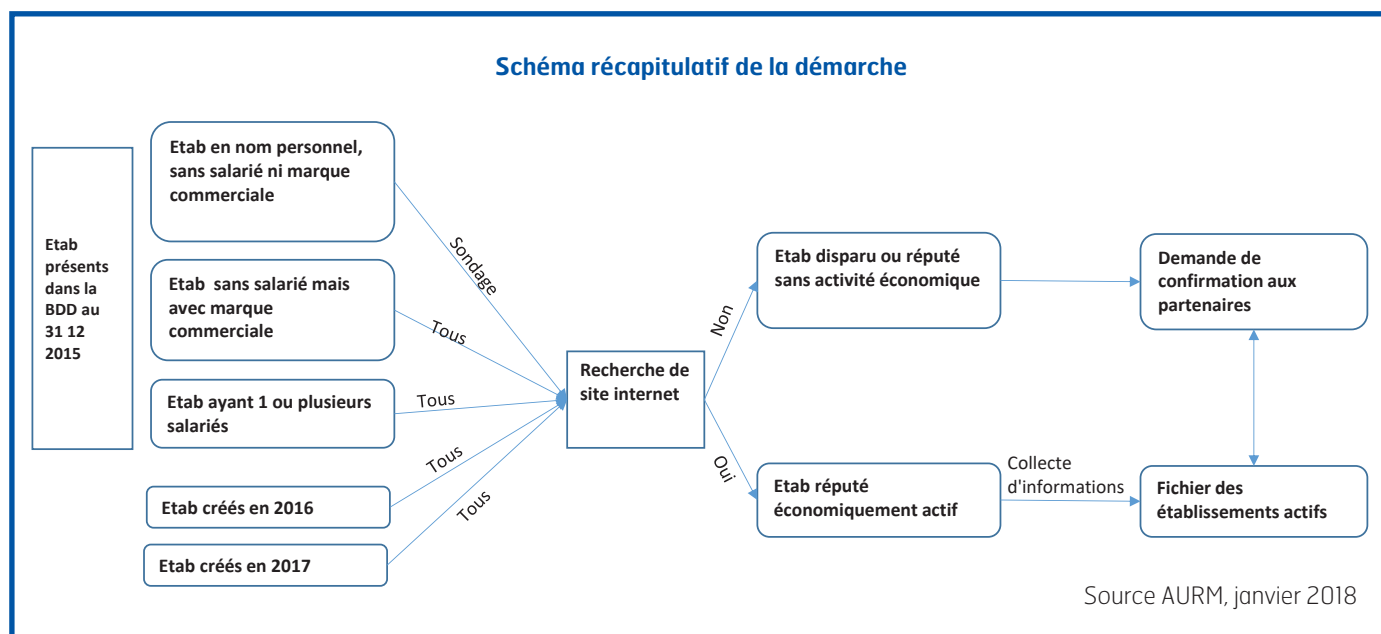 Schéma récapitulatif de la démarche
Etab
présents
dans la
BDD au
31 12
2015
Etab en nom personnel,
sans salarié ni marque
commerciale
Etab sans salarié mais
avec marque
commerciale
Etab ayant 1 ou plusieurs
salariés
Etab créés en 2016
Etab créés en 2017
Sondage
Tous
Tous
Tous
Tous
Recherche de
site internet
Non
Oui
Etab disparu ou réputé
sans activité économique
Etab réputé
économiquement actif
Collecte
d'informations
Demande de
confirmation aux
partenaires
Fichier des
établissements actifs
Source AURM, janvier 2018